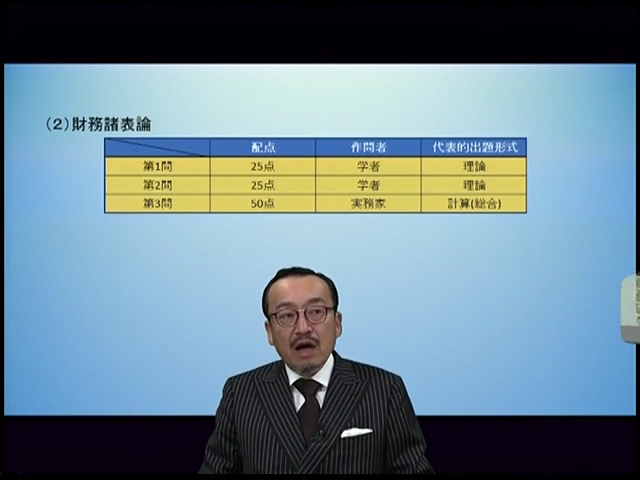 (2)財務諸表論
配点 作問者 代表的出題形式
第1問 25点 学者 理論
第2問 25点 学者 理論
第3問 50点 実務家 計算(総合)